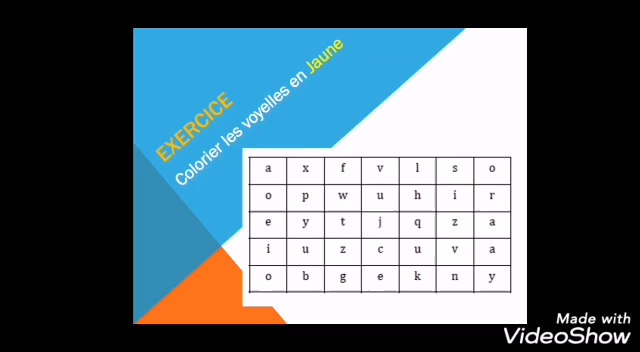 EXERCICE
Colorier les voyelles en Jaune
a x f v l s o
o p w u h i r
e y t j q z a
i u z c u v a
o b g e k n y
Made with
VideoShow